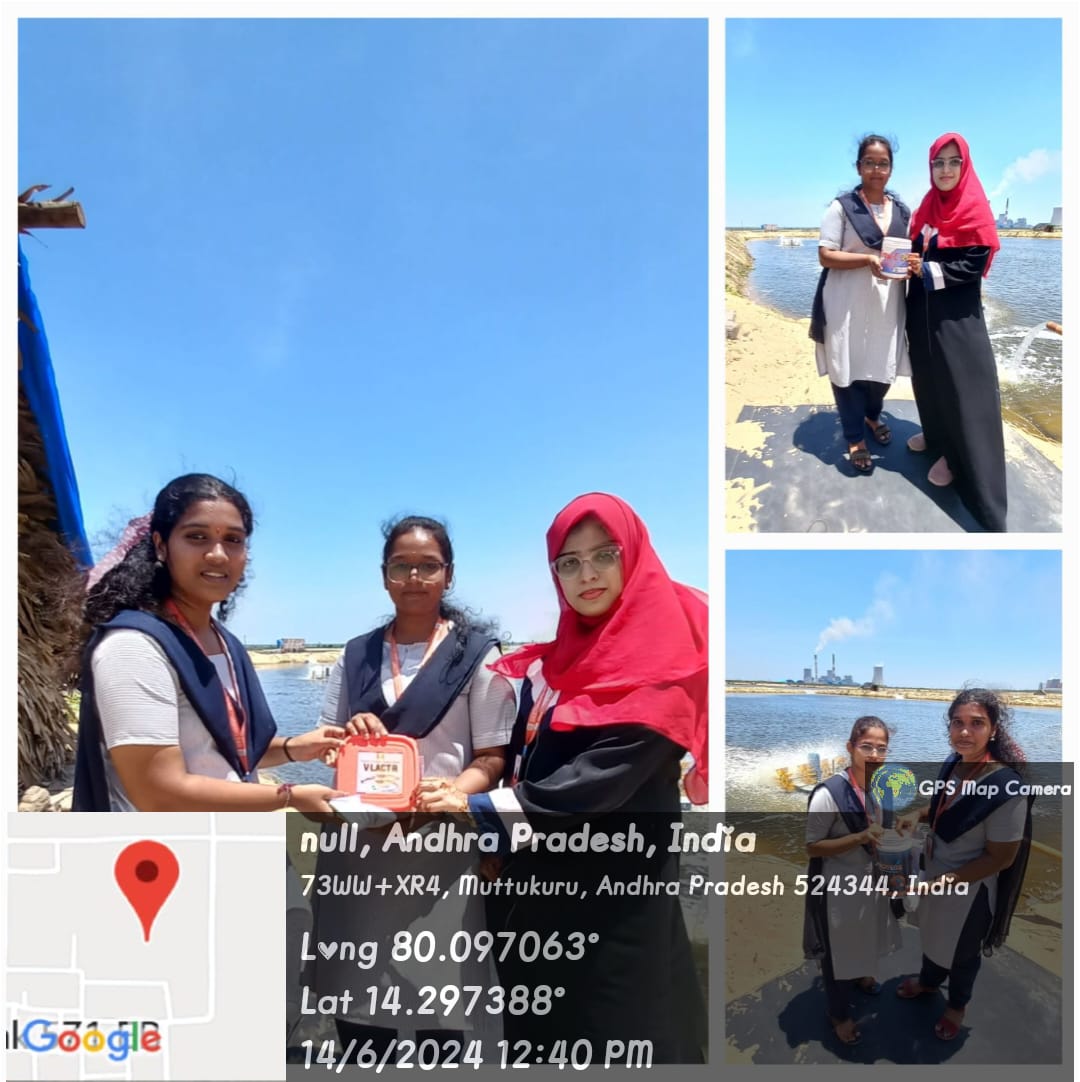 VLACTA
GPS Map Camera
null, Andhra Pradesh, India
73WW+XR4, Muttukuru, Andhra Pradesh 524344, India
Long 80.097063°
Lat 14.297388°
14/6/2024 12:40 PM
Google